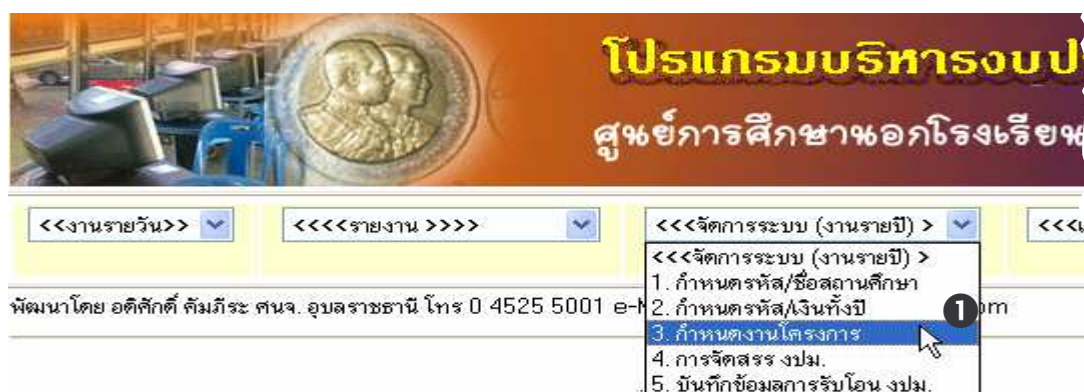 โปรแกรมบริหารงบป
ศูนย์การศึกษานอกโรงเรียน
<<งานรายวัน>>
<<<<รายงาน >>>>
<<<จัดการระบบ (งานรายปี) >
<<<
<<<จัดการระบบ (งานรายปี) >
1. กำหนดรหัส/ชื่อสถานศึกษา
พัฒนาโดย อดิศักดิ์ คัมภีระ ศนจ. อุบลราชธานี โทร 0 4525 5001 e-M
2. กำหนดรหัส/เงินทั้งปี
1
om
3. กำหนดงานโครงการ
4. การจัดสรร งปม.
5. บันทึกข้อมูลการรับโอน งปม.